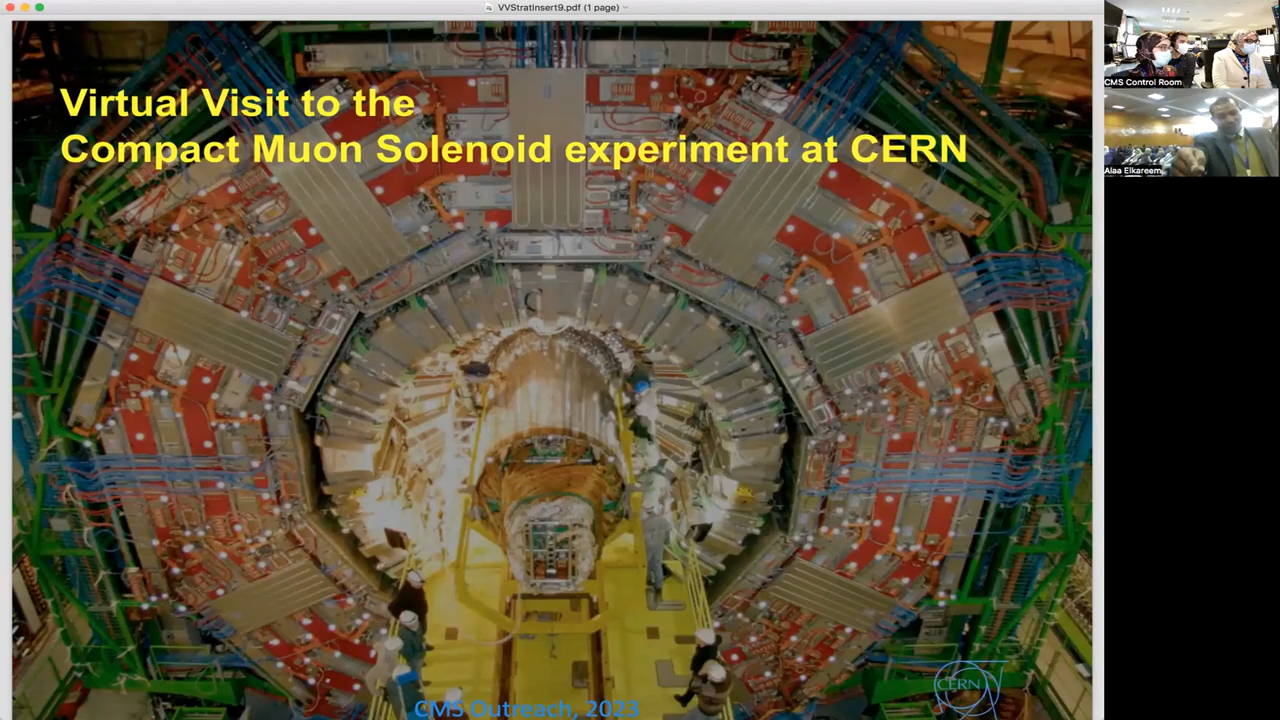 VVStratInsert9.pdf (1 page)
Virtual Visit to the
Compact Muon Solenoid experiment at CERN
CMS Control Room
Alaa Elkareem
CERN
CMS Outreach, 2023